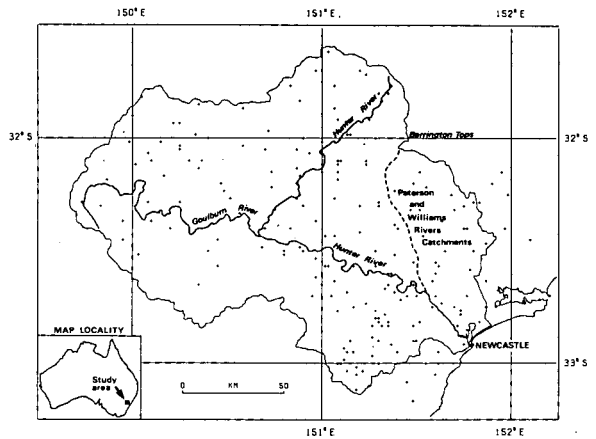 150° E
151° E.
152° E
Hunter River
32° S
32° S
Barrington Tops
Paterson
and
Williams
Rivers
Catchments
Goulburn River
Hunter River
MAP LOCALITY
Study
area
0 KM 50
NEWCASTLE
33° S
33° S
151° E
152° E